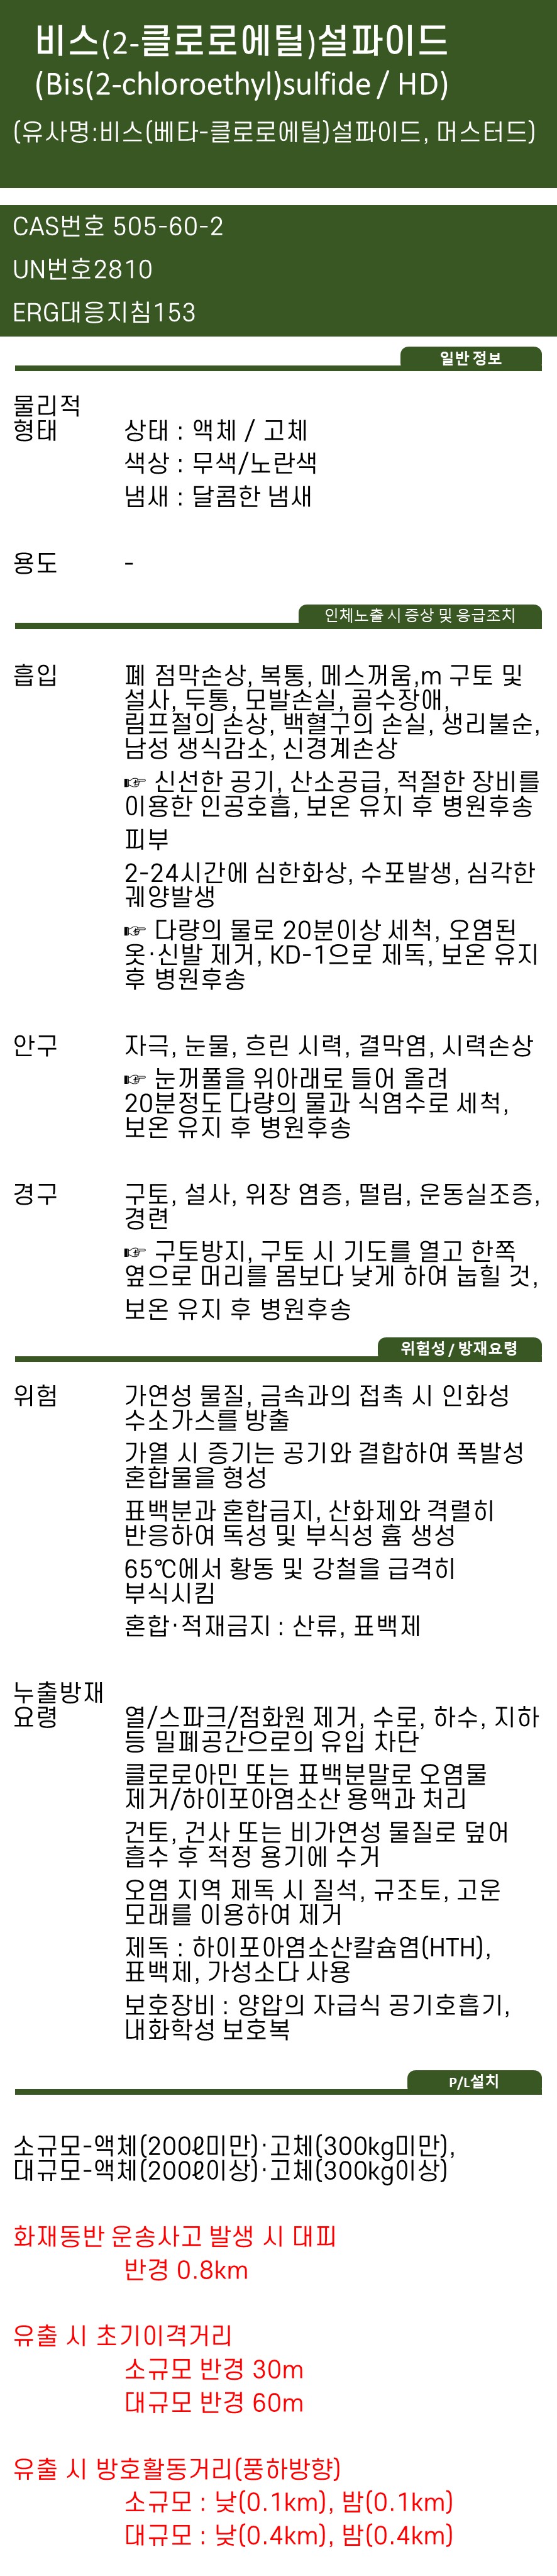 비스(2-클로로에틸)설파이드
(Bis(2-chloroethyl)sulfide / HD)
(유사명:비스(베타-클로로에틸)설파이드, 머스터드)
CAS번호 505-60-2
UN번호2810
ERG대응지침153
일반 정보
물리적
형태 상태 : 액체 / 고체
색상 : 무색/노란색
냄새 : 달콤한 냄새
용도 -
인체노출 시 증상 및 응급조치
흡입 폐 점막손상, 복통, 메스꺼움,m 구토 및
설사, 두통, 모발손실, 골수장애,
림프절의 손상, 백혈구의 손실, 생리불순,
남성 생식감소, 신경계손상
☞ 신선한 공기, 산소공급, 적절한 장비를
이용한 인공호흡, 보온 유지 후 병원후송
피부
2-24시간에 심한화상, 수포발생, 심각한
궤양발생
☞ 다량의 물로 20분이상 세척, 오염된
옷·신발 제거, KD-1으로 제독, 보온 유지
후 병원후송
안구 자극, 눈물, 흐린 시력, 결막염, 시력손상
☞ 눈꺼풀을 위아래로 들어 올려
20분정도 다량의 물과 식염수로 세척,
보온 유지 후 병원후송
경구 구토, 설사, 위장 염증, 떨림, 운동실조증,
경련
☞ 구토방지, 구토 시 기도를 열고 한쪽
옆으로 머리를 몸보다 낮게 하여 눕힐 것,
보온 유지 후 병원후송
위험성 / 방재요령
위험 가연성 물질, 금속과의 접촉 시 인화성
수소가스를 방출
가열 시 증기는 공기와 결합하여 폭발성
혼합물을 형성
표백분과 혼합금지, 산화제와 격렬히
반응하여 독성 및 부식성 흄 생성
65℃에서 황동 및 강철을 급격히
부식시킴
혼합·적재금지 : 산류, 표백제
누출방재
요령 열/스파크/점화원 제거, 수로, 하수, 지하
등 밀폐공간으로의 유입 차단
클로로아민 또는 표백분말로 오염물
제거/하이포아염소산 용액과 처리
건토, 건사 또는 비가연성 물질로 덮어
흡수 후 적정 용기에 수거
오염 지역 제독 시 질석, 규조토, 고운
모래를 이용하여 제거
제독 : 하이포아염소산칼슘염(HTH),
표백제, 가성소다 사용
보호장비 : 양압의 자급식 공기호흡기,
내화학성 보호복
P/L설치
소규모-액체(200ℓ미만)·고체(300kg미만),
대규모-액체(200ℓ이상)·고체(300kg이상)
화재동반 운송사고 발생 시 대피
반경 0.8km
유출 시 초기이격거리
소규모 반경 30m
대규모 반경 60m
유출 시 방호활동거리(풍하방향)
소규모 : 낮(0.1km), 밤(0.1km)
대규모 : 낮(0.4km), 밤(0.4km)